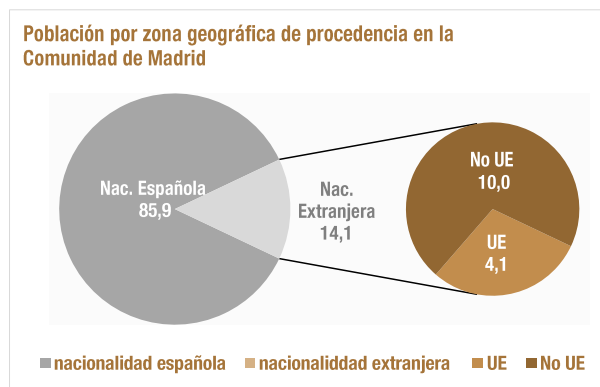 Población por zona geográfica de procedencia en la
Comunidad de Madrid
Nac. Española
85,9
Nac.
Extranjera
14,1
No UE
10,0
UE
4,1
nacionalidad española
nacionaliddad extranjera
UE
No UE